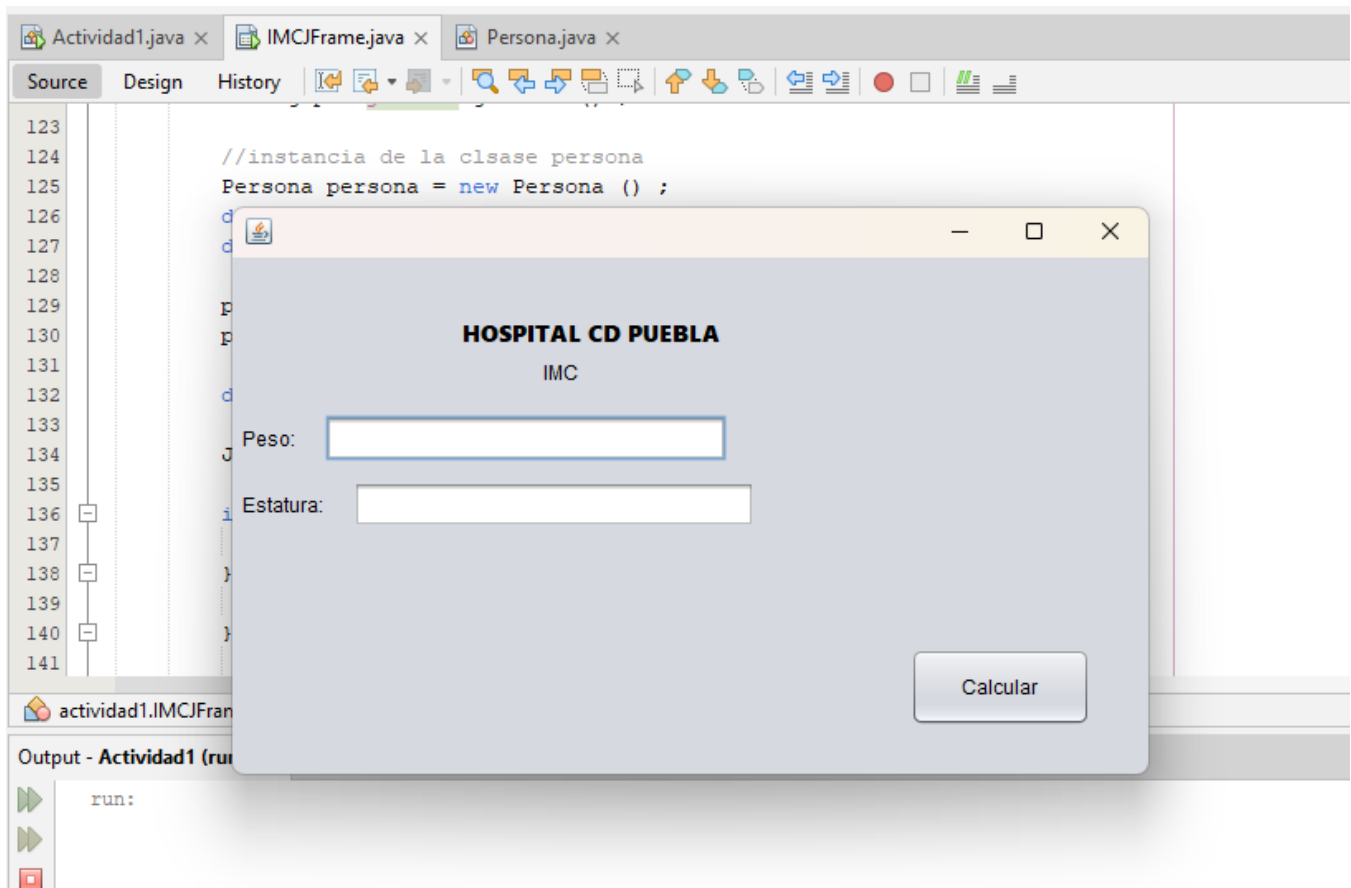 Actividad1.java × IMCJFrame.java × Persona.java ×
Source Design History
123
124 //instancia de la clsase persona
125 Persona persona = new Persona () ;
126 d
127 d
128
129 p
130 p
131
132 d
133
134 J
135
136 i
137
138 }
139
140 }
141
HOSPITAL CD PUEBLA
IMC
Peso:
Estatura:
Calcular
actividad1.IMCJFran
Output - Actividad1 (ru
run: